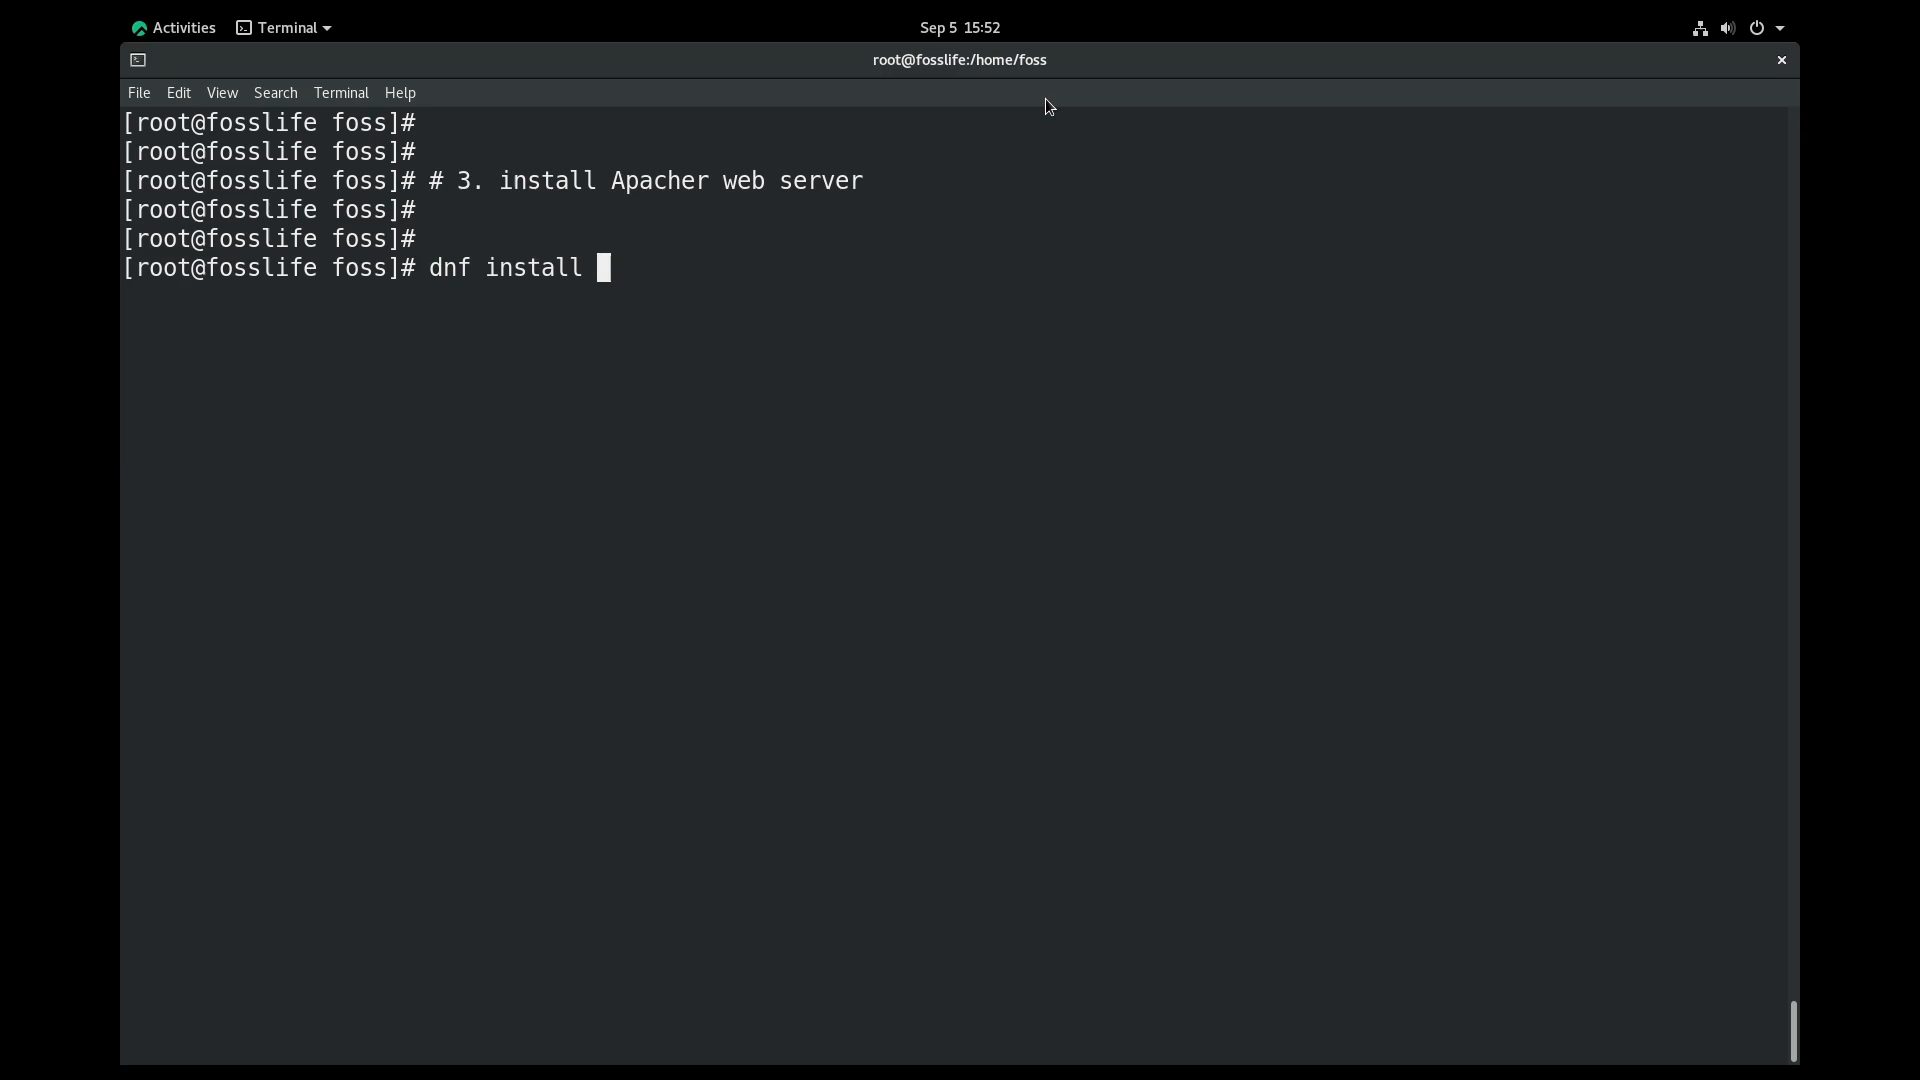 Activities Terminal Sep 5 15:52
root@fosslife:/home/foss
File Edit View Search Terminal Help
[root@fosslife foss]#
[root@fosslife foss]#
[root@fosslife foss]# # 3. install Apacher web server
[root@fosslife foss]#
[root@fosslife foss]#
[root@fosslife foss]# dnf install